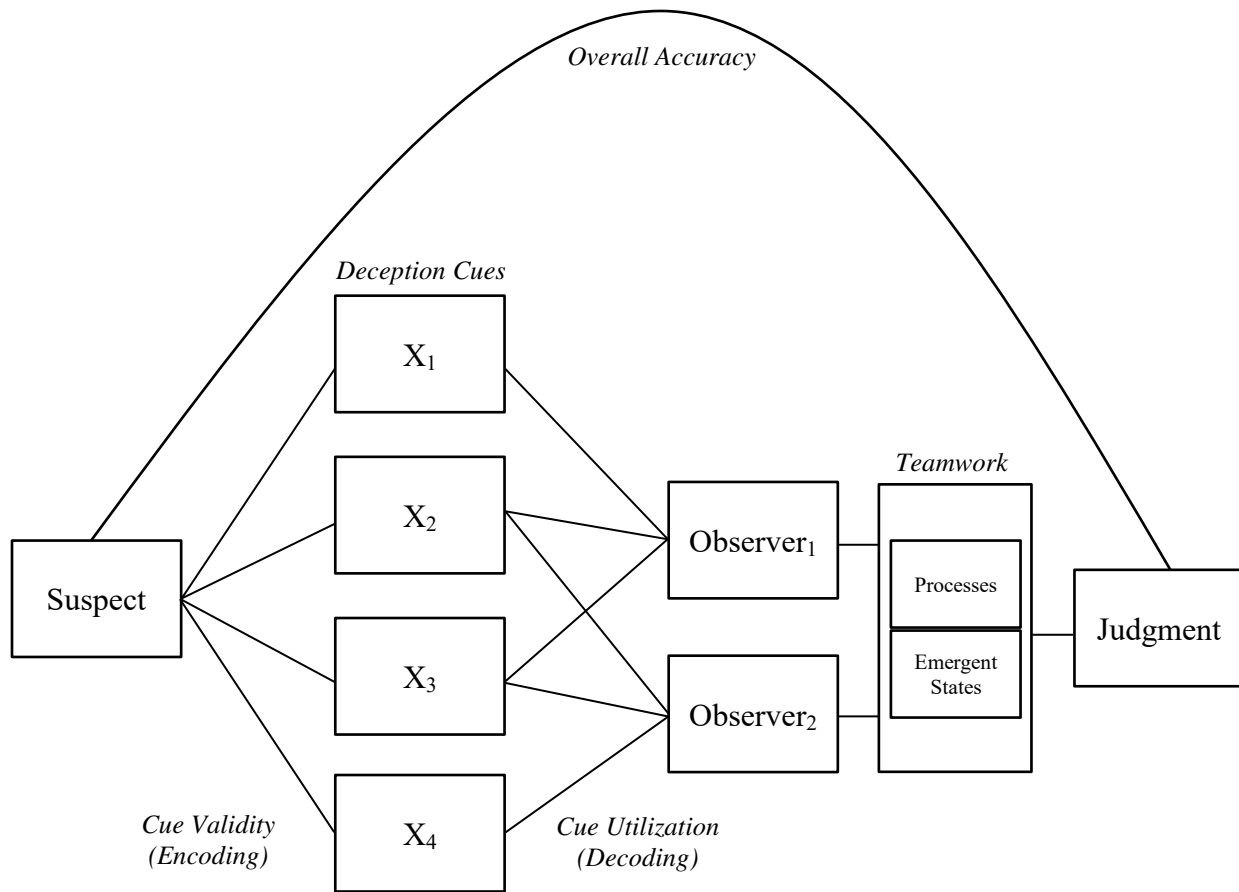 Overall Accuracy
Deception Cues
X₁
X₂
X₃
X₄
Suspect
Observer₁
Observer₂
Teamwork
Processes
Emergent
States
Judgment
Cue Validity
(Encoding)
Cue Utilization
(Decoding)